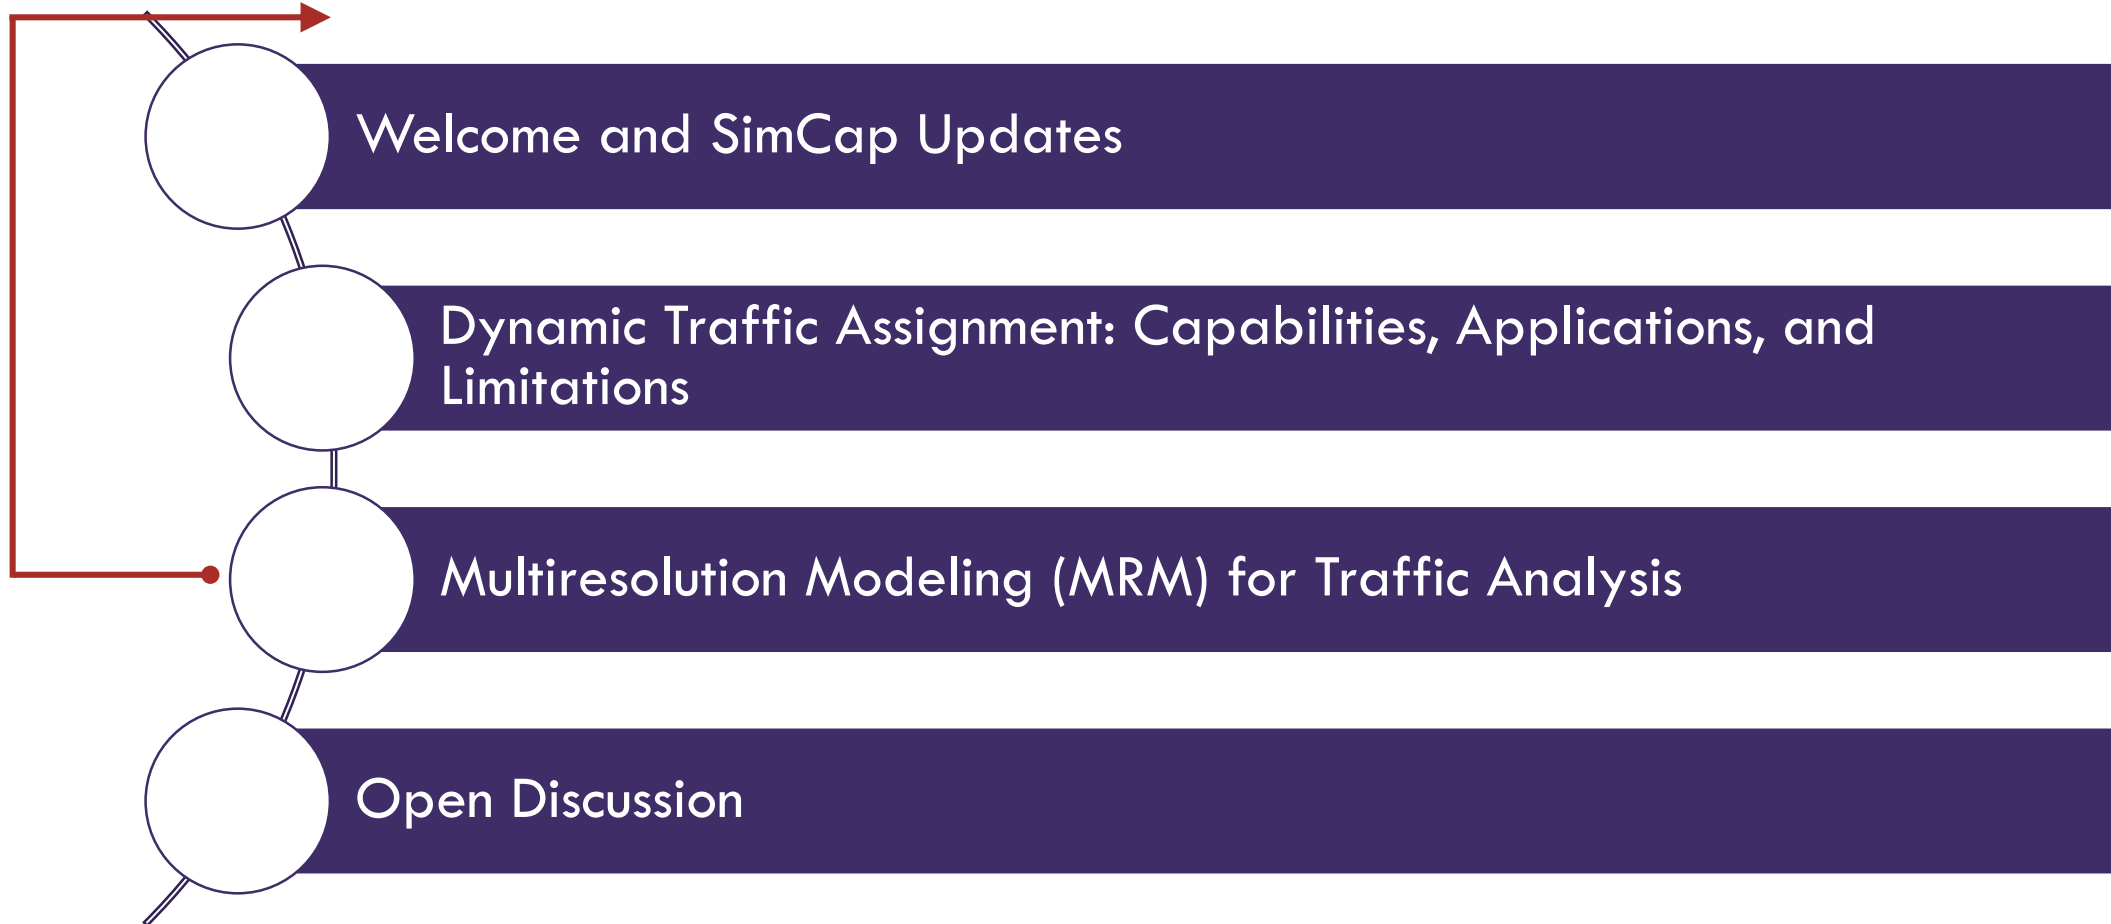 Welcome and SimCap Updates
Dynamic Traffic Assignment: Capabilities, Applications, and
Limitations
Multiresolution Modeling (MRM) for Traffic Analysis
Open Discussion